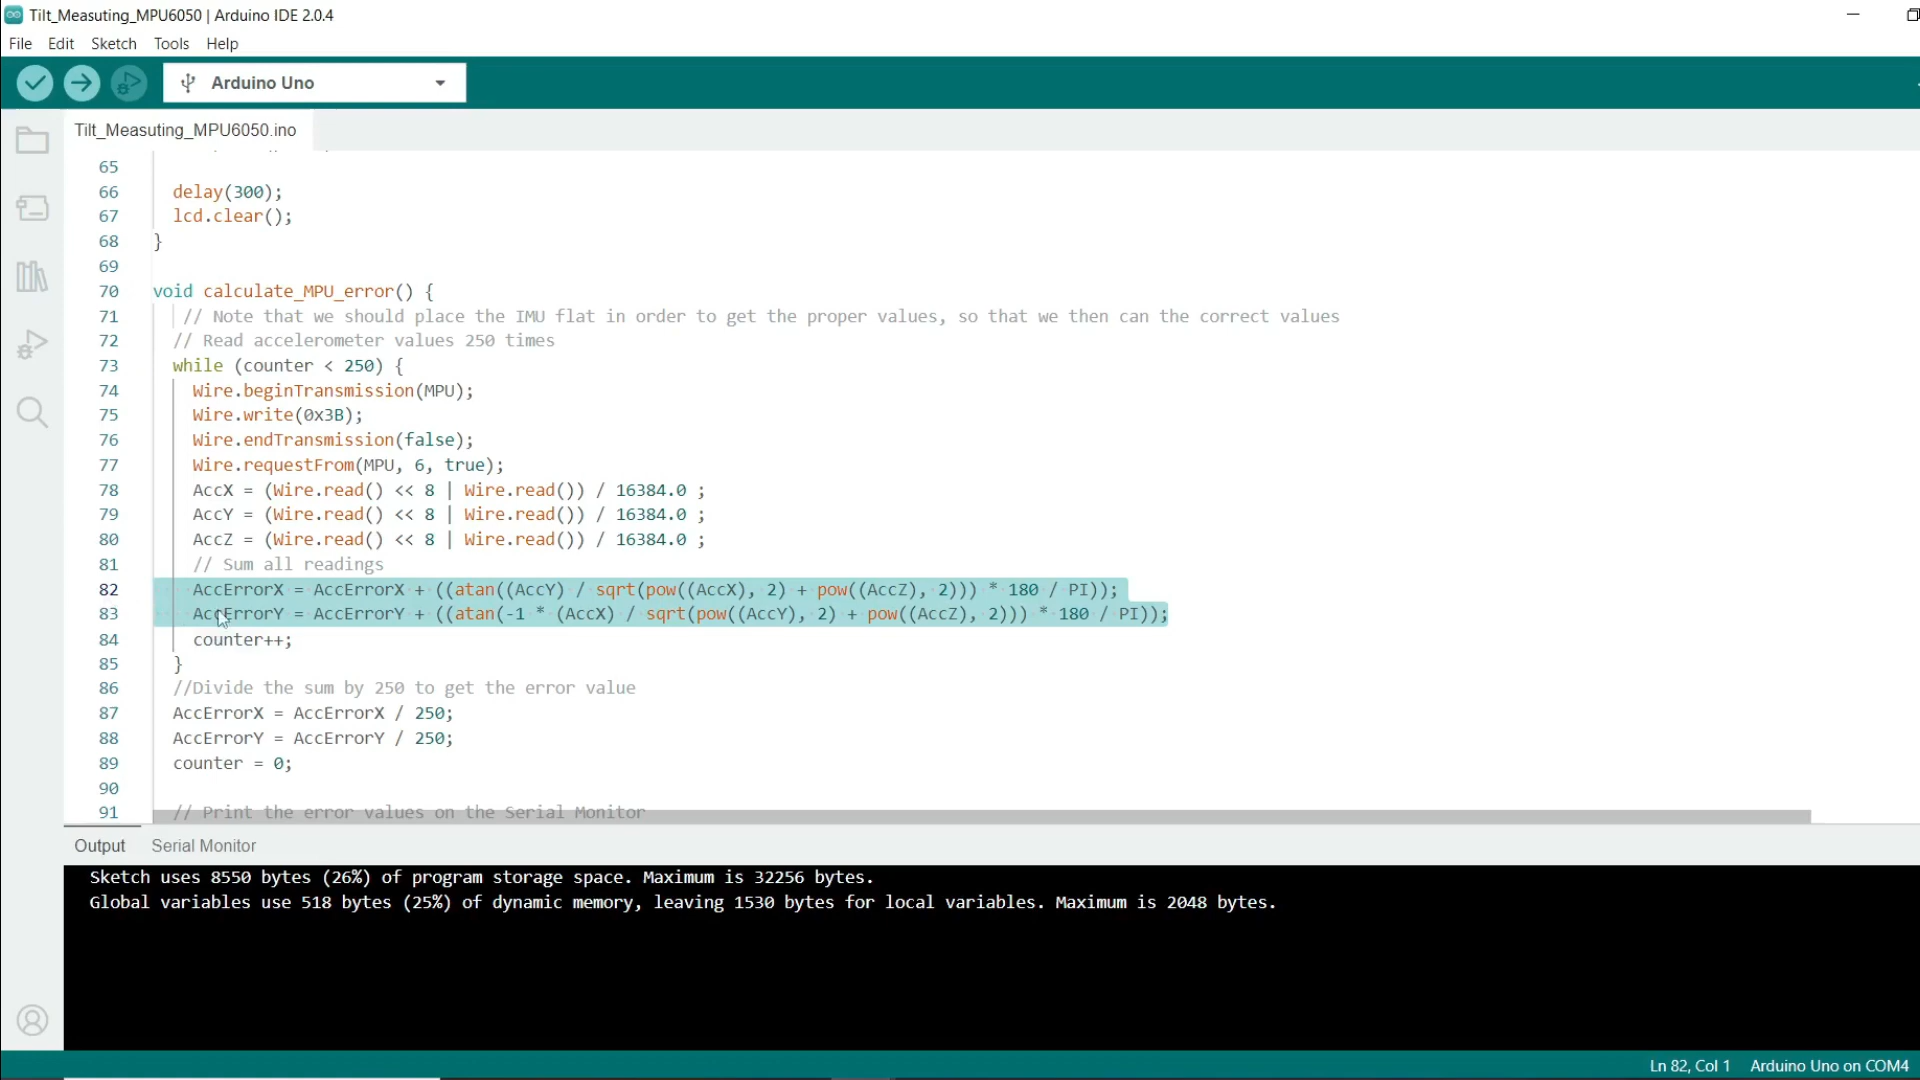 Tilt_Measuting_MPU6050 | Arduino IDE 2.0.4
File Edit Sketch Tools Help
Arduino Uno
Tilt_Measuting_MPU6050.ino
65
66 delay(300);
67 lcd.clear();
68 }
69
70 void calculate_MPU_error() {
71 // Note that we should place the IMU flat in order to get the proper values, so that we then can the correct values
72 // Read accelerometer values 250 times
73 while (counter < 250) {
74 Wire.beginTransmission(MPU);
75 Wire.write(0x3B);
76 Wire.endTransmission(false);
77 Wire.requestFrom(MPU, 6, true);
78 AccX = (Wire.read() << 8 | Wire.read()) / 16384.0 ;
79 AccY = (Wire.read() << 8 | Wire.read()) / 16384.0 ;
80 AccZ = (Wire.read() << 8 | Wire.read()) / 16384.0 ;
81 // Sum all readings
82 AccErrorX = AccErrorX + ((atan((AccY) / sqrt(pow((AccX), 2) + pow((AccZ), 2))) * 180 / PI));
83 AccErrorY = AccErrorY + ((atan(-1 * (AccX) / sqrt(pow((AccY), 2) + pow((AccZ), 2))) * 180 / PI));
84 counter++;
85 }
86 //Divide the sum by 250 to get the error value
87 AccErrorX = AccErrorX / 250;
88 AccErrorY = AccErrorY / 250;
89 counter = 0;
90
91 // Print the error values on the Serial Monitor
Output Serial Monitor
Sketch uses 8550 bytes (26%) of program storage space. Maximum is 32256 bytes.
Global variables use 518 bytes (25%) of dynamic memory, leaving 1530 bytes for local variables. Maximum is 2048 bytes.
Ln 82, Col 1 Arduino Uno on COM4